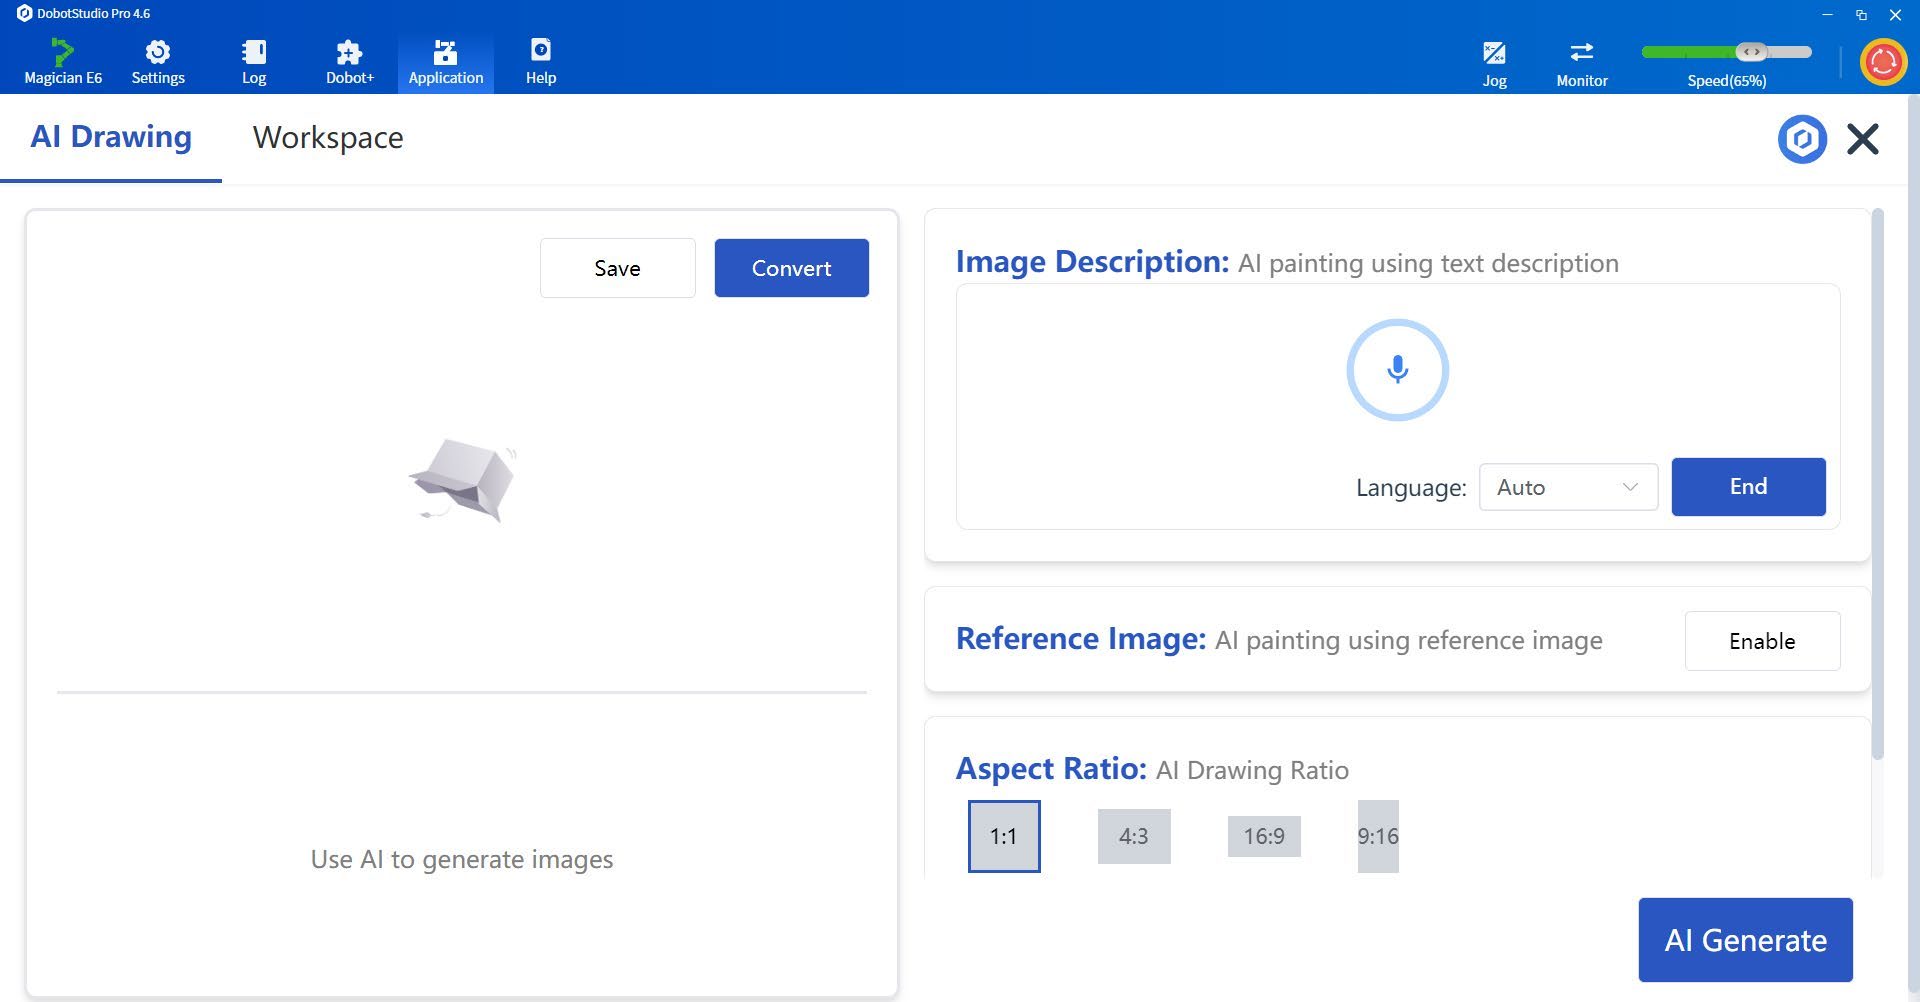 DobotStudio Pro 4.6
Magician E6
Settings
Log
Dobot+
Application
Help
Jog
Monitor
Speed(65%)
AI Drawing
Workspace
Save
Convert
Use AI to generate images
Image Description: AI painting using text description
Language: Auto
End
Reference Image: AI painting using reference image
Enable
Aspect Ratio: AI Drawing Ratio
1:1
4:3
16:9
9:16
AI Generate